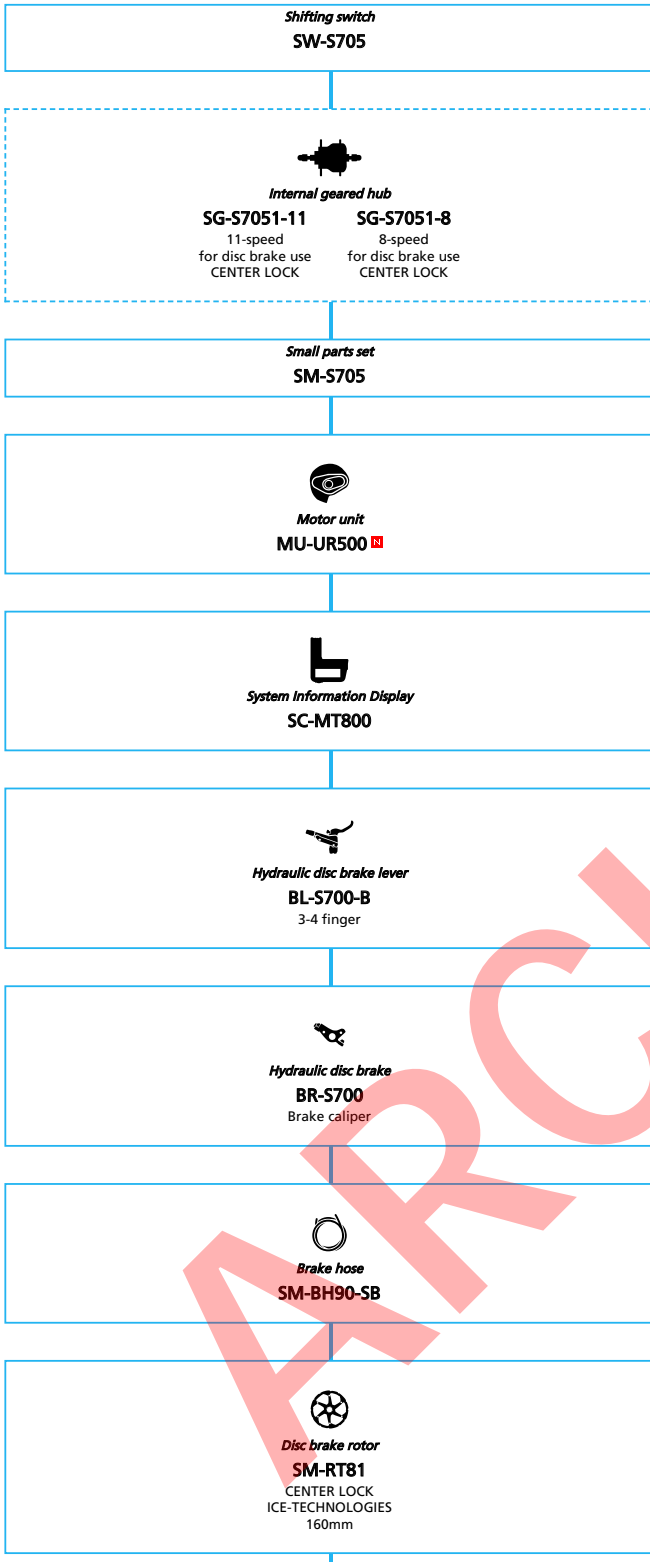 Shifting switch
SW-S705
Internal geared hub
SG-S7051-11 SG-S7051-8
11-speed 8-speed
for disc brake use for disc brake use
CENTER LOCK CENTER LOCK
Small parts set
SM-S705
Motor unit
MU-UR500 N
System Information Display
SC-MT800
Hydraulic disc brake lever
BL-S700-B
3-4 finger
Hydraulic disc brake
BR-S700
Brake caliper
Brake hose
SM-BH90-SB
Disc brake rotor
SM-RT81
CENTER LOCK
ICE-TECHNOLOGIES
160mm
ARC